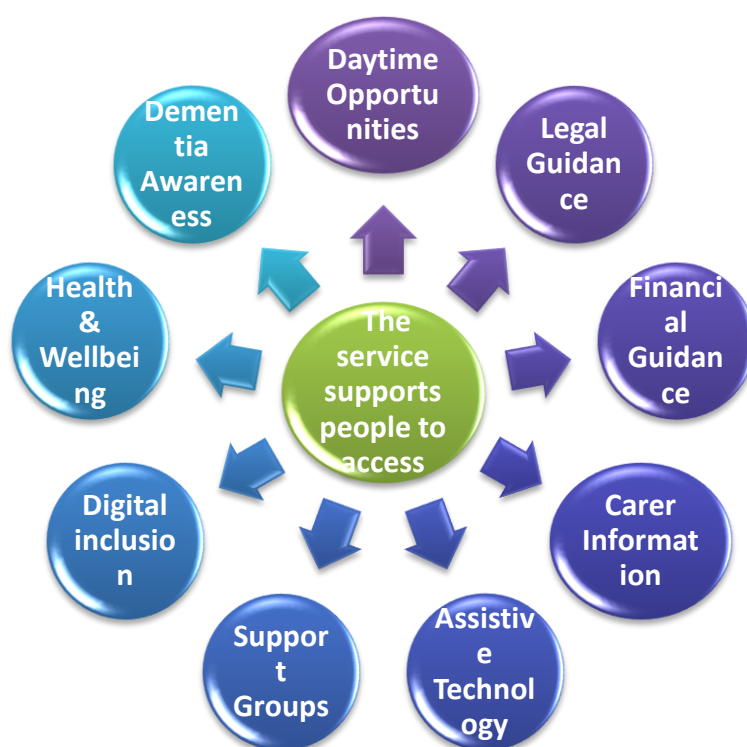 Daytime
Opportu
nities
Legal
Guidan
ce
Financi
al
Guidan
ce
Carer
Informat
ion
Assistiv
e
Technol
ogy
Suppor
t
Groups
Digital
inclusio
n
Health
&
Wellbei
ng
Demen
tia
Awaren
ess
The
service
supports
people to
access